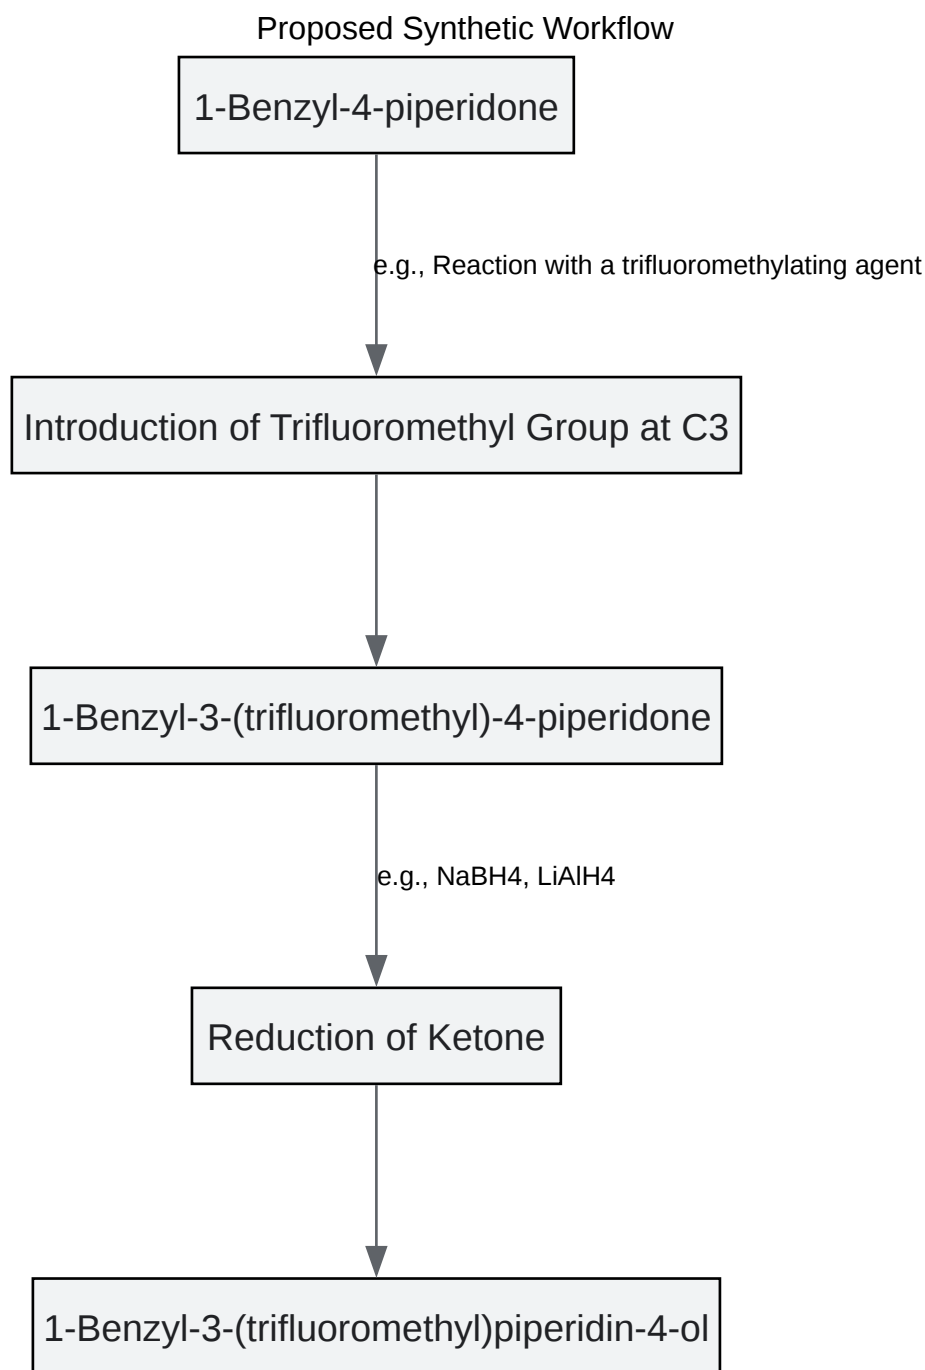 Proposed Synthetic Workflow
1-Benzyl-4-piperidone
e.g., Reaction with a trifluoromethylating agent
Introduction of Trifluoromethyl Group at C3
1-Benzyl-3-(trifluoromethyl)-4-piperidone
e.g., NaBH4, LiAlH4
Reduction of Ketone
1-Benzyl-3-(trifluoromethyl)piperidin-4-ol